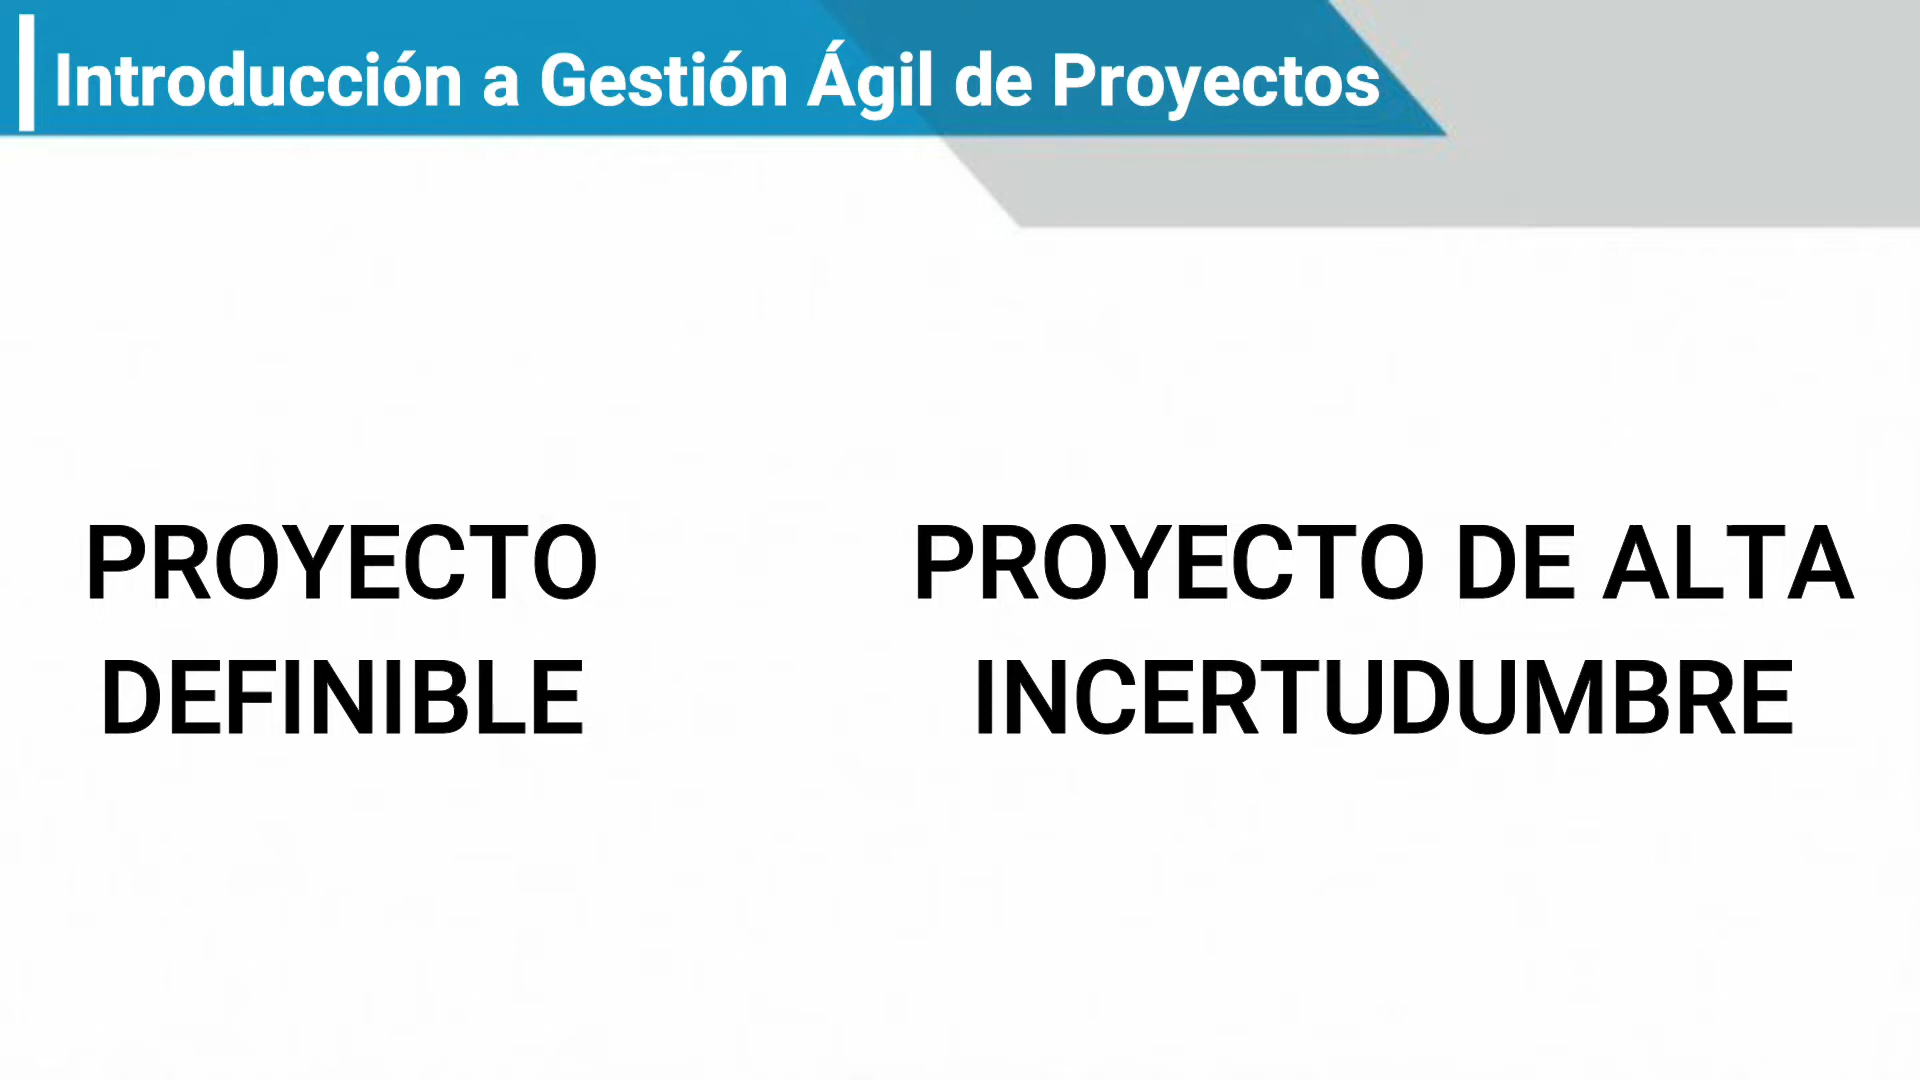 Introducción a Gestión Ágil de Proyectos
PROYECTO
DEFINIBLE
PROYECTO DE ALTA
INCERTUDUMBRE